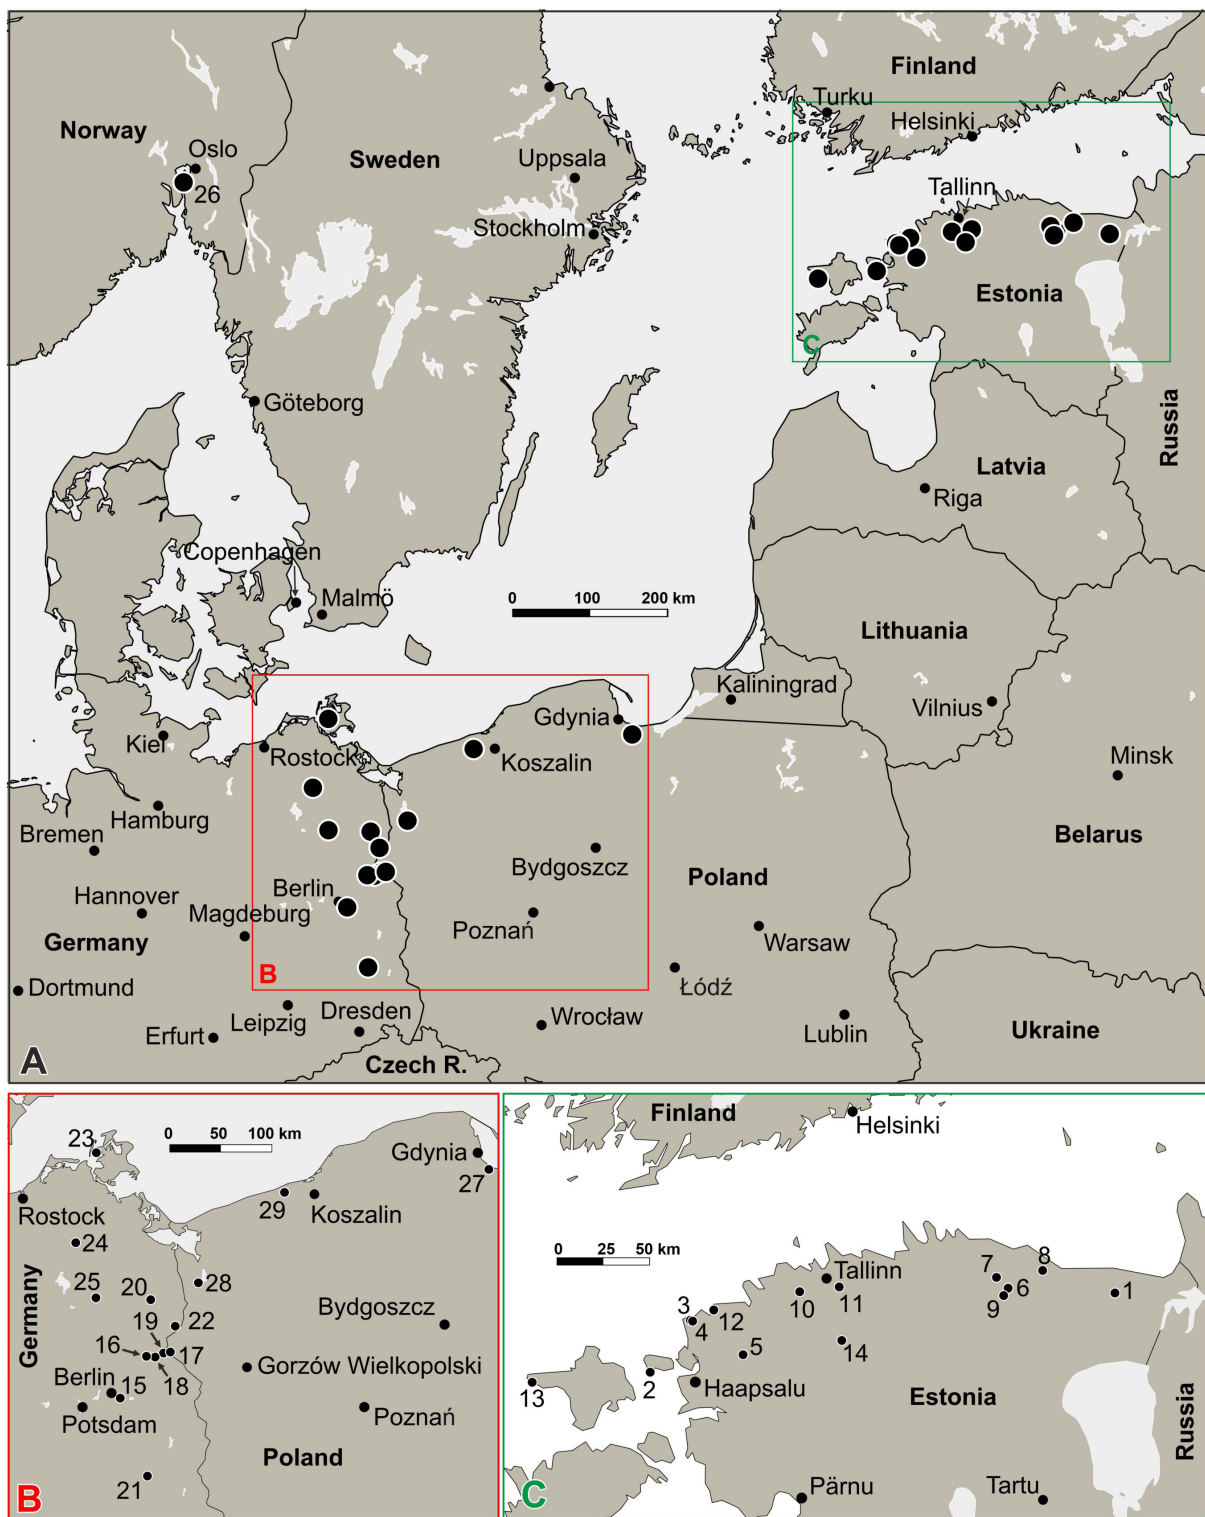 Finland
Turku
Helsinki
Norway
Oslo
26
Sweden
Uppsala
Stockholm
Tallinn
Estonia
C
Russia
Göteborg
Latvia
Riga
Copenhagen
Malmö
0 100 200 km
Lithuania
Kaliningrad
Vilnius
Gdynia
Kiel
Rostock
Koszalin
Minsk
Hamburg
Bremen
Belarus
Bydgoszcz
Poland
Berlin
Hannover
Magdeburg
Poznań
Germany
Warsaw
B
Dortmund
Łódź
Leipzig
Dresden
Wrocław
Erfurt
Lublin
Ukraine
Czech R.
A
23
0 50 100 km
Gdynia
27
29
Koszalin
Rostock
24
Germany
25
20
28
Bydgoszcz
19
22
16
17
Gorzów Wielkopolski
18
Berlin
15
Potsdam
Poznań
Poland
21
B
Finland
Helsinki
0 25 50 km
Tallinn
7
8
6
1
3
4
12
10
11
9
5
14
2
13
Haapsalu
Estonia
Russia
Pärnu
Tartu
C